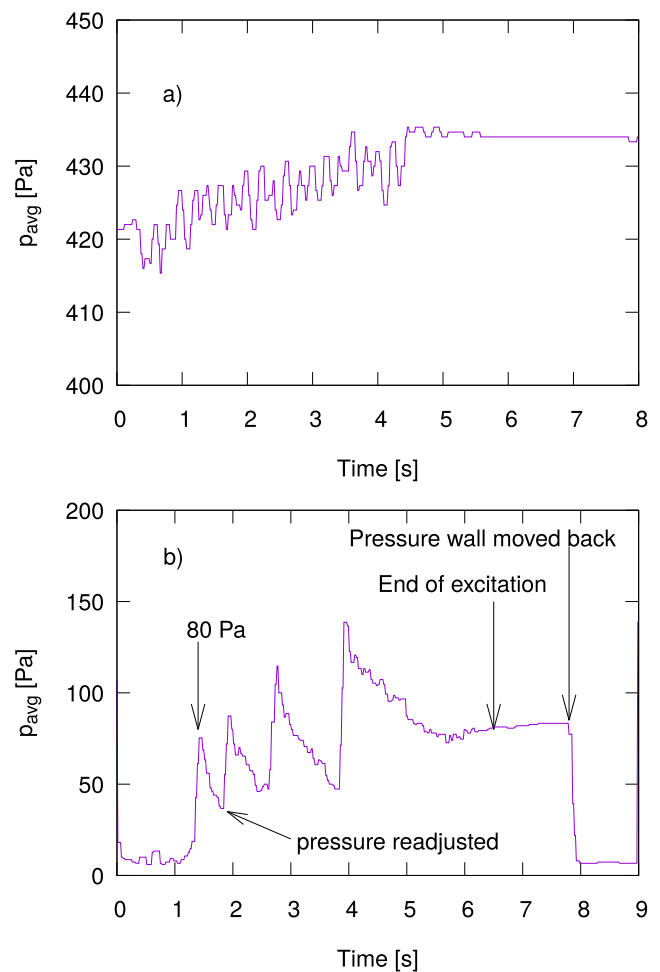 450
a)
440
430
420
410
400
p_avg [Pa]
0 1 2 3 4 5 6 7 8
Time [s]
200
Pressure wall moved back
b)
End of excitation
150
80 Pa
100
50
pressure readjusted
0
p_avg [Pa]
0 1 2 3 4 5 6 7 8 9
Time [s]